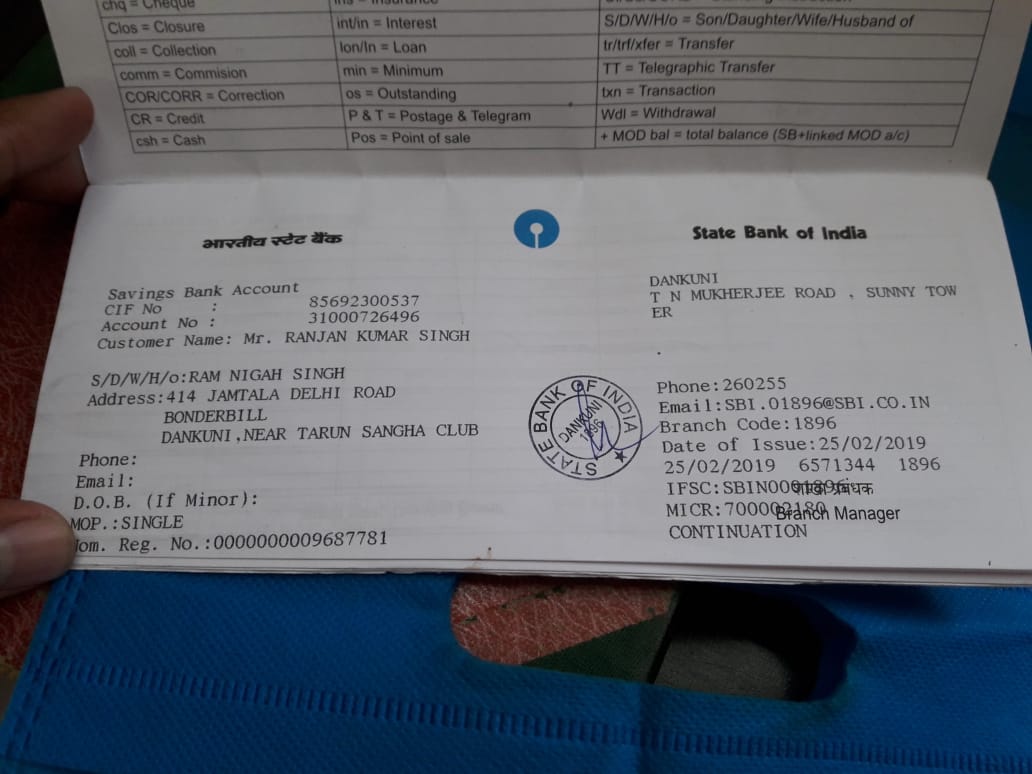 chq = Cheque
Clos = Closure
int/in = Interest
S/D/W/H/o = Son/Daughter/Wife/Husband of
coll = Collection
lon/ln = Loan
tr/trf/xfer = Transfer
comm = Commision
min = Minimum
TT = Telegraphic Transfer
COR/CORR = Correction
os = Outstanding
txn = Transaction
CR = Credit
P & T = Postage & Telegram
Wdl = Withdrawal
csh = Cash
Pos = Point of sale
+ MOD bal = total balance (SB+linked MOD a/c)
भारतीय स्टेट बैंक
State Bank of India
Savings Bank Account
CIF No : 85692300537
Account No : 31000726496
Customer Name: Mr. RANJAN KUMAR SINGH
S/D/W/H/o:RAM NIGAH SINGH
Address:414 JAMTALA DELHI ROAD
BONDERBILL
DANKUNI,NEAR TARUN SANGHA CLUB
Phone:
Email:
D.O.B. (If Minor):
MOP.:SINGLE
Nom. Reg. No.:0000000009687781
DANKUNI
T N MUKHERJEE ROAD , SUNNY TOW
ER
STATE BANK OF INDIA
DANKUNI
1896
Phone:260255
Email:SBI.01896@SBI.CO.IN
Branch Code:1896
Date of Issue:25/02/2019
25/02/2019 6571344 1896
IFSC:SBIN0001896
शाखा प्रबंधक
MICR:700002180
Branch Manager
CONTINUATION